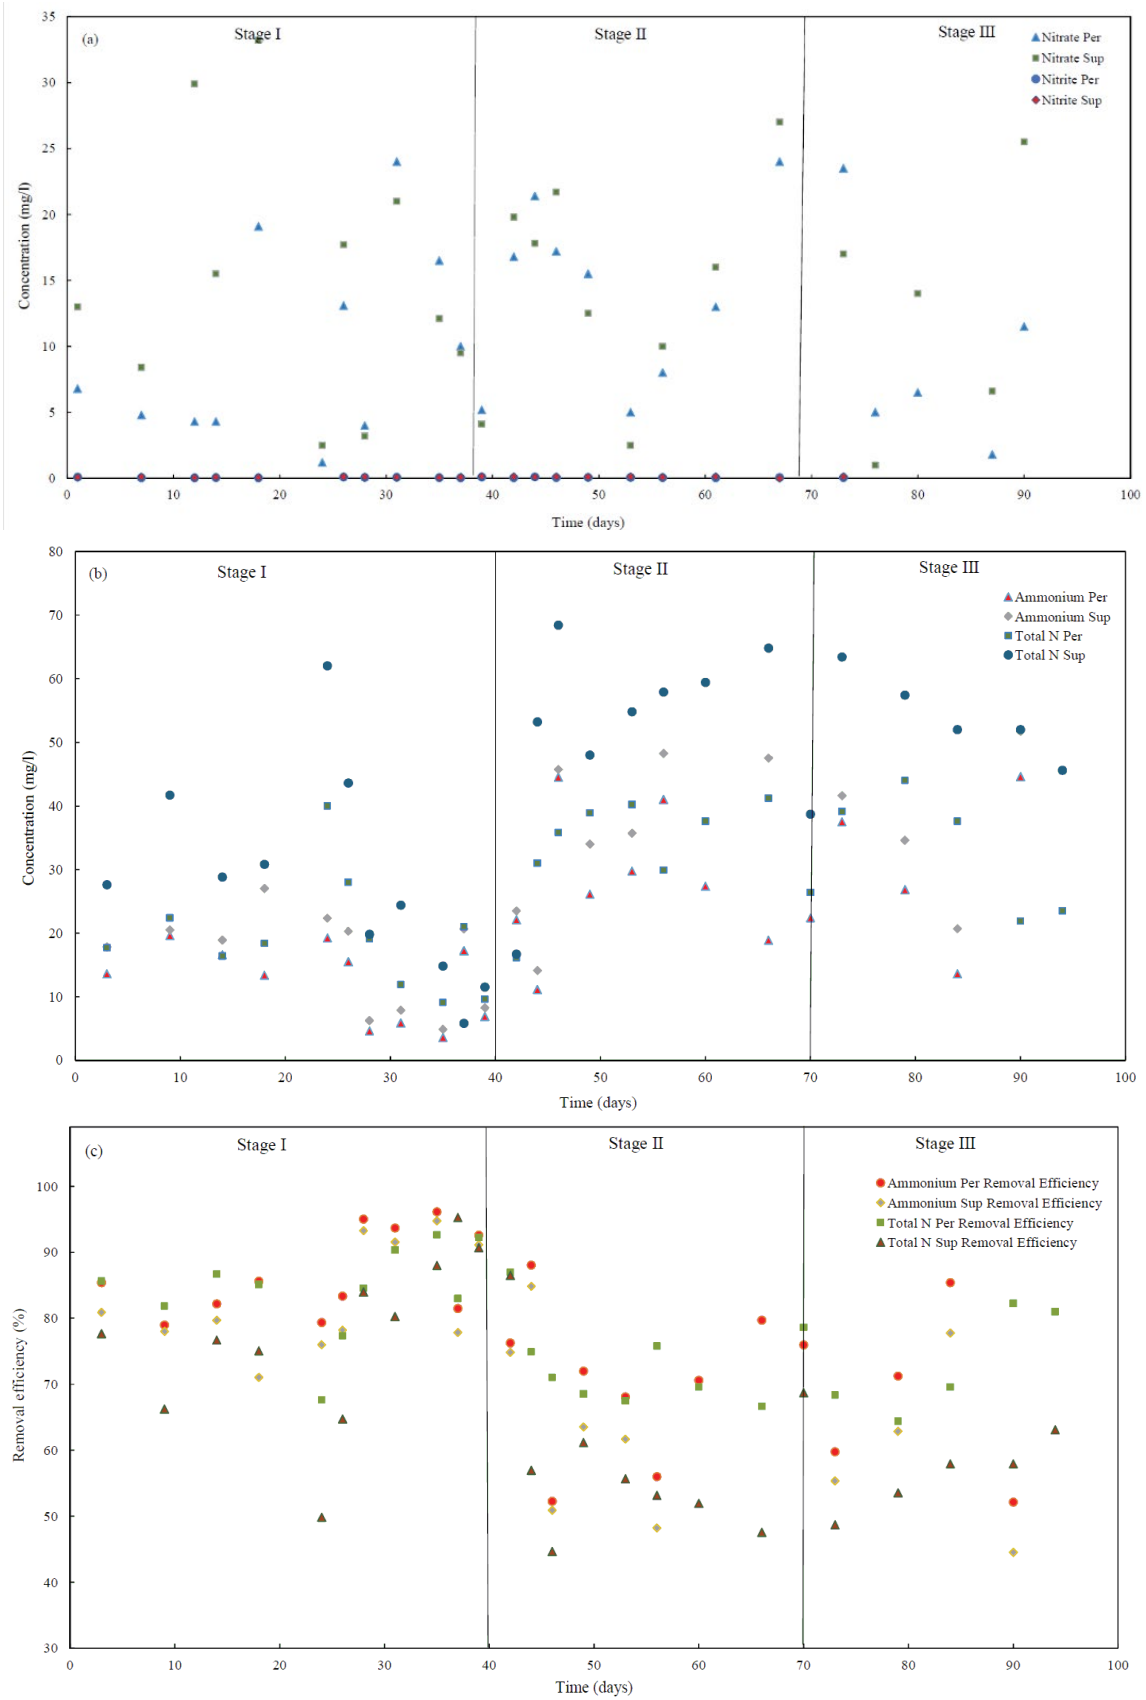 (a)
Stage I
Stage II
Stage III
Nitrate Per
Nitrate Sup
Nitrite Per
Nitrite Sup
35
30
25
20
15
10
5
0
Concentration (mg/l)
0 10 20 30 40 50 60 70 80 90 100
Time (days)
(b)
Stage I
Stage II
Stage III
Ammonium Per
Ammonium Sup
Total N Per
Total N Sup
80
70
60
50
40
30
20
10
0
Concentration (mg/l)
0 10 20 30 40 50 60 70 80 90 100
Time (days)
(c)
Stage I
Stage II
Stage III
Ammonium Per Removal Efficiency
Ammonium Sup Removal Efficiency
Total N Per Removal Efficiency
Total N Sup Removal Efficiency
100
90
80
70
60
50
40
30
Removal efficiency (%)
0 10 20 30 40 50 60 70 80 90 100
Time (days)